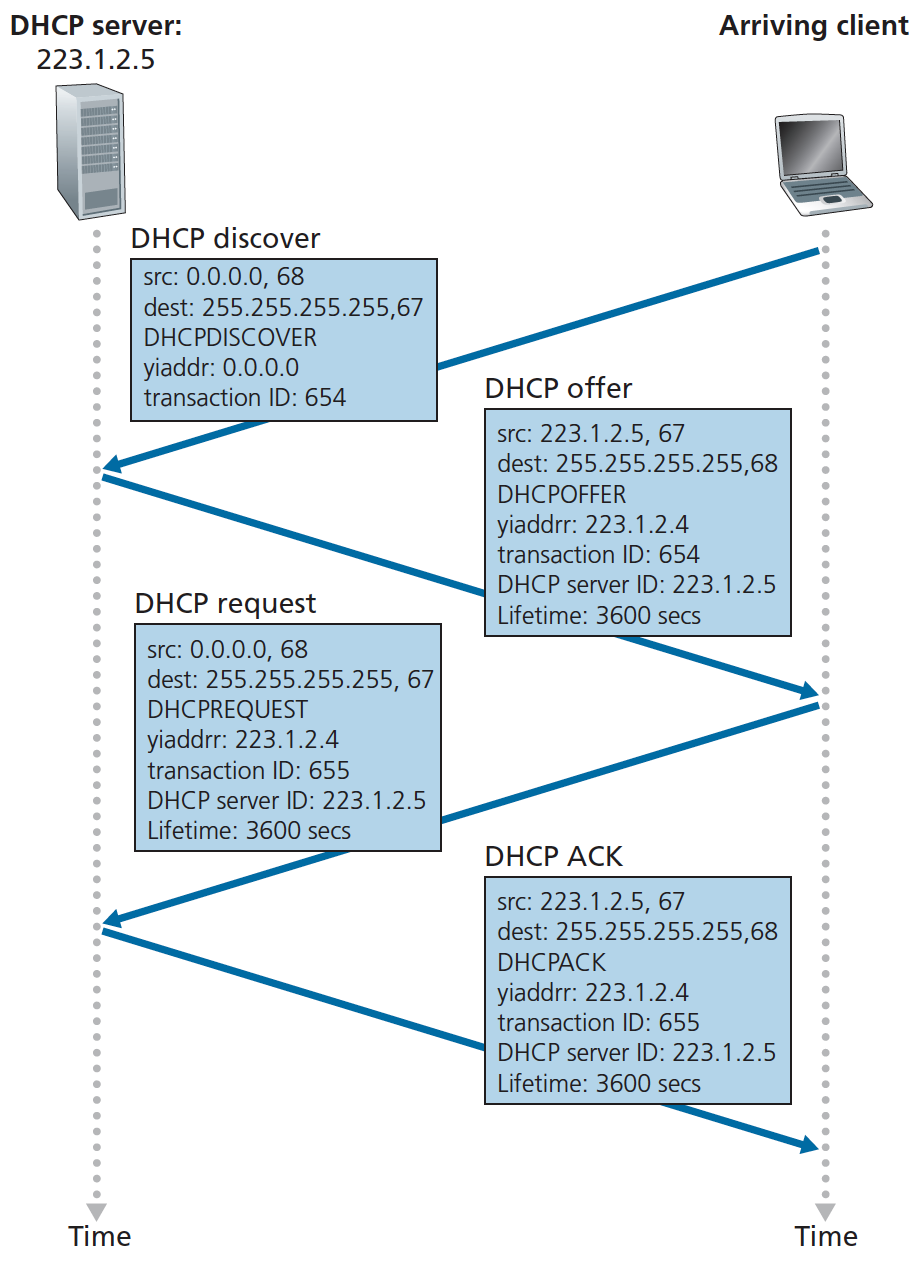 DHCP server:
223.1.2.5
Arriving client
DHCP discover
src: 0.0.0.0, 68
dest: 255.255.255.255,67
DHCPDISCOVER
yiaddr: 0.0.0.0
transaction ID: 654
DHCP offer
src: 223.1.2.5, 67
dest: 255.255.255.255,68
DHCPOFFER
yiaddrr: 223.1.2.4
transaction ID: 654
DHCP server ID: 223.1.2.5
Lifetime: 3600 secs
DHCP request
src: 0.0.0.0, 68
dest: 255.255.255.255, 67
DHCPREQUEST
yiaddrr: 223.1.2.4
transaction ID: 655
DHCP server ID: 223.1.2.5
Lifetime: 3600 secs
DHCP ACK
src: 223.1.2.5, 67
dest: 255.255.255.255,68
DHCPACK
yiaddrr: 223.1.2.4
transaction ID: 655
DHCP server ID: 223.1.2.5
Lifetime: 3600 secs
Time
Time